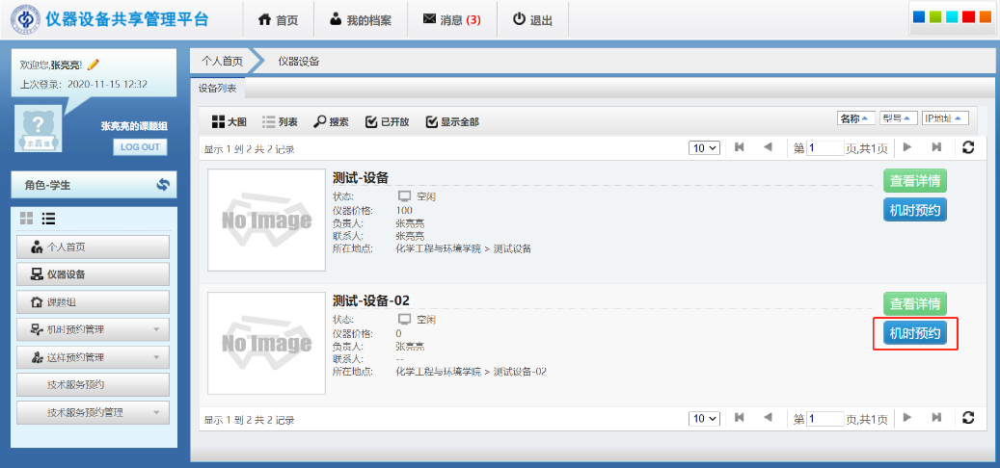 仪器设备共享管理平台
首页 我的档案 消息 (3) 退出
欢迎您,张亮亮!
上次登录：2020-11-15 12:32
张亮亮的课题组
LOG OUT
角色-学生
个人首页
仪器设备
课题组
机时预约管理
送样预约管理
技术服务预约
技术服务预约管理
个人首页 仪器设备
设备列表
大图 列表 搜索 已开放 显示全部 名称 型号 IP地址
显示 1 到 2 共 2 记录 10 第 1 页,共1页
No Image
测试-设备
状态: 空闲
仪器价格: 100
负责人: 张亮亮
联系人: 张亮亮
所在地点: 化学工程与环境学院 > 测试设备
查看详情
机时预约
No Image
测试-设备-02
状态: 空闲
仪器价格: 0
负责人: 张亮亮
联系人: --
所在地点: 化学工程与环境学院 > 测试设备-02
查看详情
机时预约
显示 1 到 2 共 2 记录 10 第 1 页,共1页